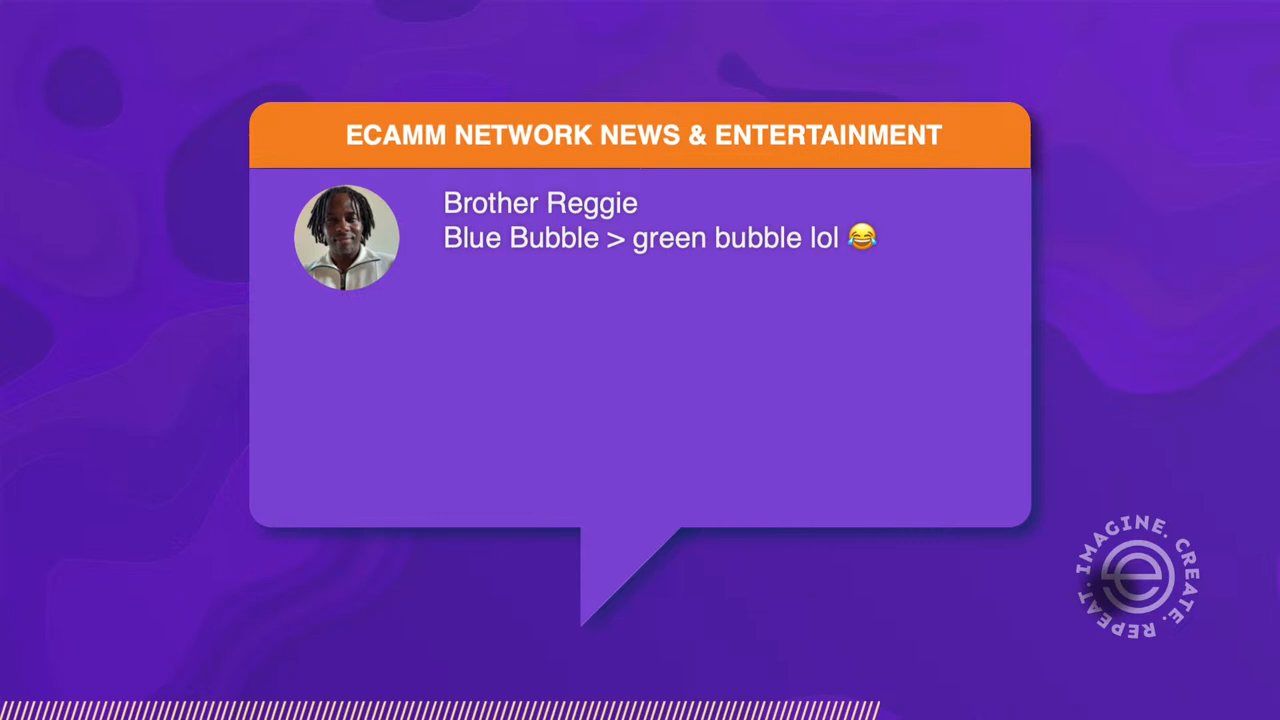 ECAMM NETWORK NEWS & ENTERTAINMENT
Brother Reggie
Blue Bubble > green bubble lol 😂
IMAGINE. CREATE. REPEAT.
e